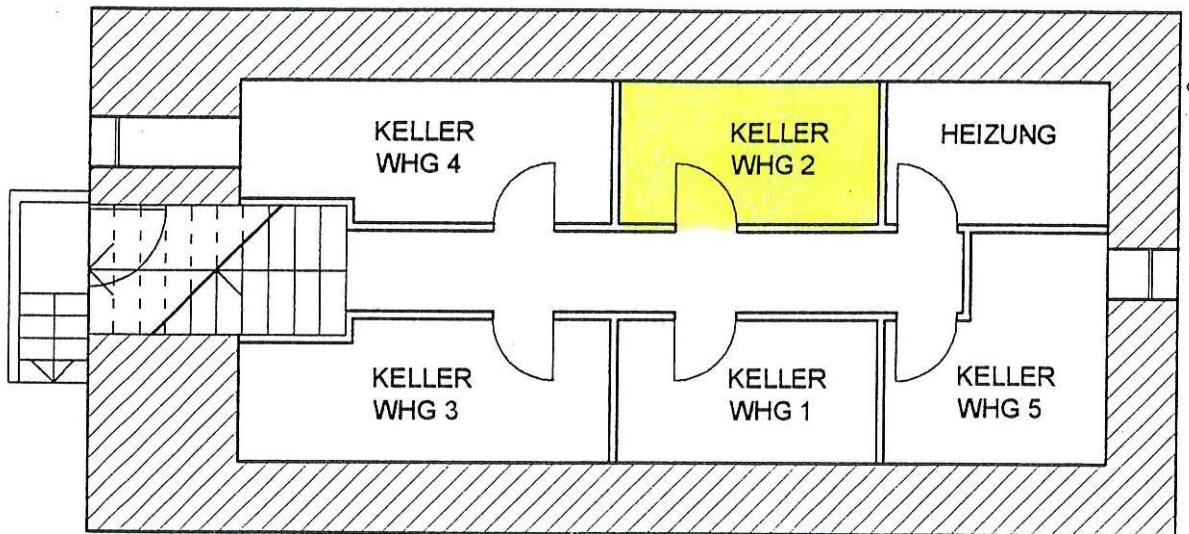 KELLER
WHG 4
KELLER
WHG 2
HEIZUNG
KELLER
WHG 3
KELLER
WHG 1
KELLER
WHG 5